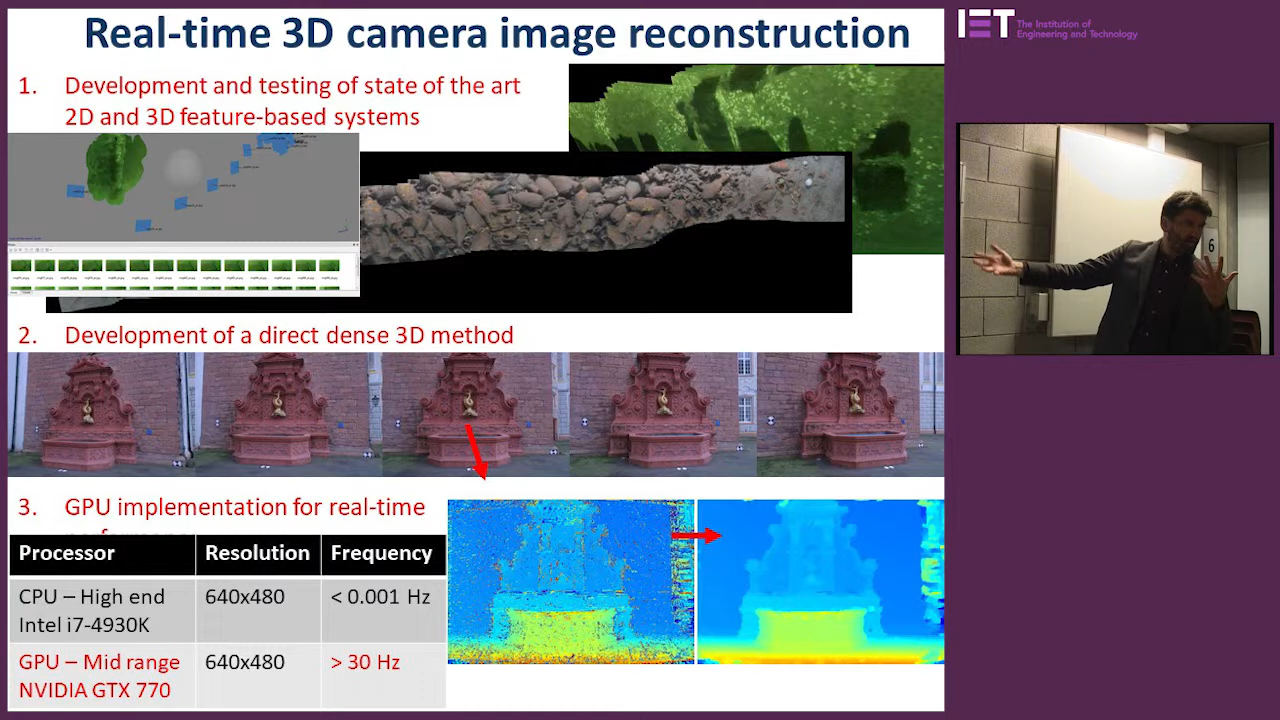 Real-time 3D camera image reconstruction
IET The Institution of
Engineering and Technology
1. Development and testing of state of the art
2D and 3D feature-based systems
6
2. Development of a direct dense 3D method
3. GPU implementation for real-time
Processor Resolution Frequency
CPU – High end 640x480 < 0.001 Hz
Intel i7-4930K
GPU – Mid range 640x480 > 30 Hz
NVIDIA GTX 770